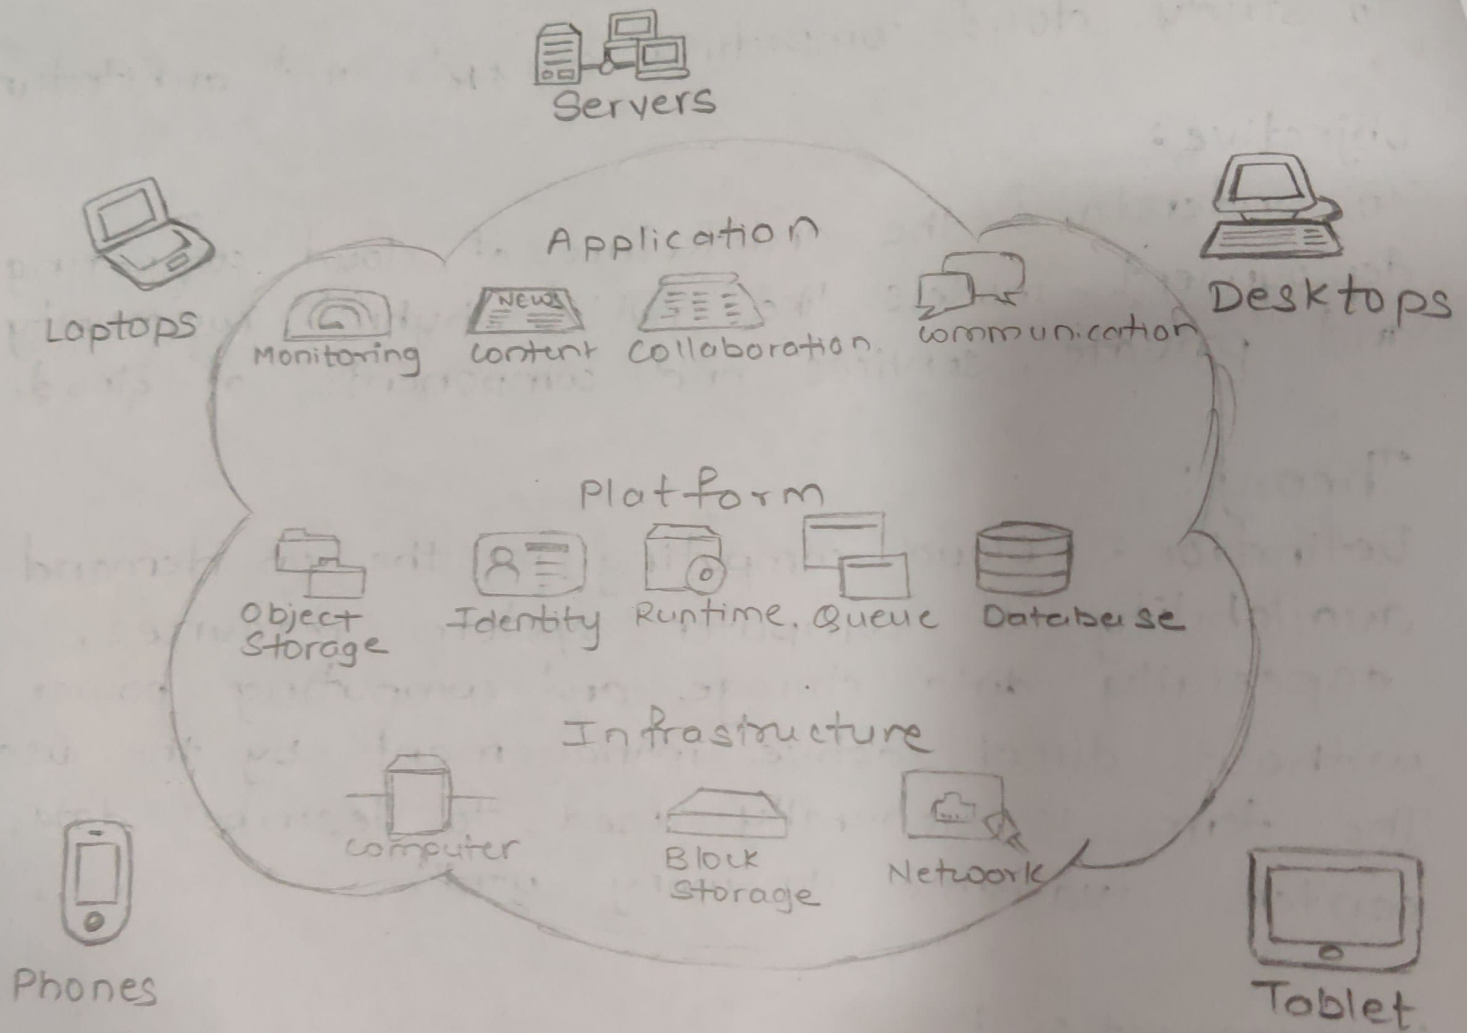 Servers
Laptops
Desktops
Application
NEWS
Monitoring
Content
Collaboration
Communication
Platform
Object
Storage
Identity
Runtime.
Queue
Database
Infrastructure
Computer
Block
Storage
Network
Phones
Tablet